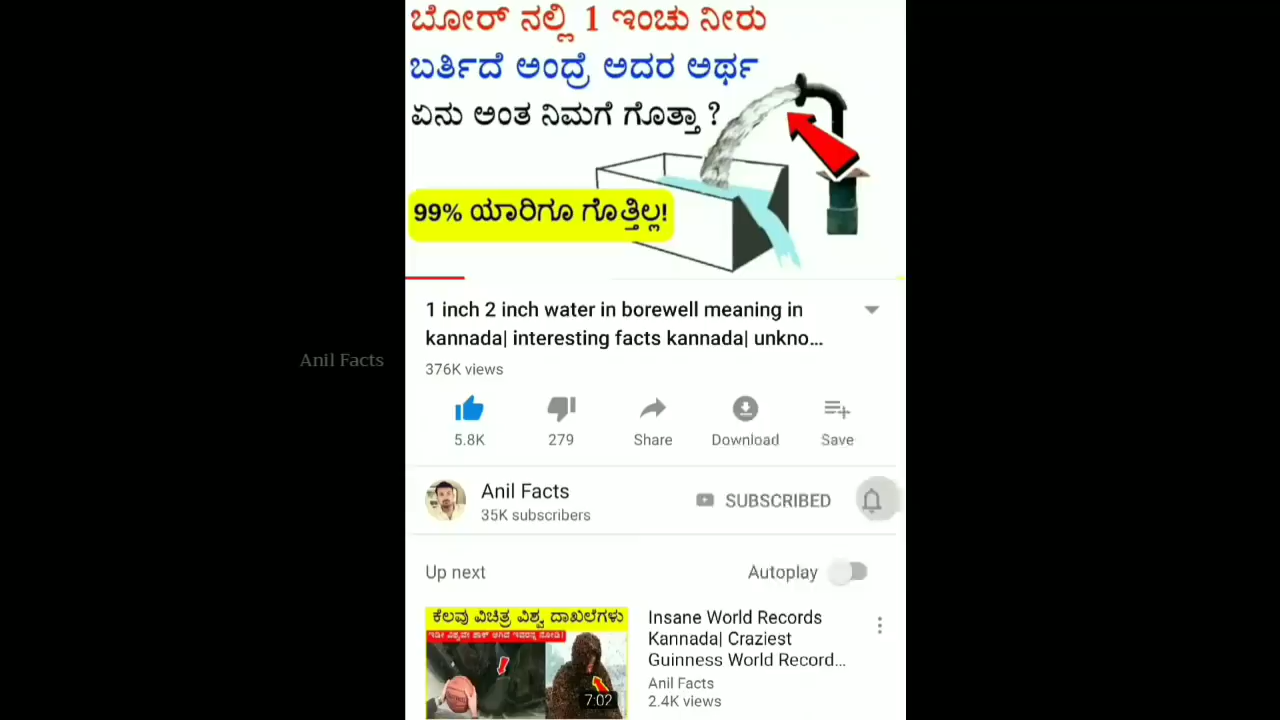 ಬೋರ್ ನಲ್ಲಿ 1 ಇಂಚು ನೀರು
ಬರ್ತಿದೆ ಅಂದ್ರೆ ಅದರ ಅರ್ಥ
ಏನು ಅಂತ ನಿಮಗೆ ಗೊತ್ತಾ ?
99% ಯಾರಿಗೂ ಗೊತ್ತಿಲ್ಲ!
1 inch 2 inch water in borewell meaning in
kannada| interesting facts kannada| unkno...
376K views
Anil Facts
5.8K 279 Share Download Save
Anil Facts
35K subscribers
SUBSCRIBED
Up next Autoplay
ಕೆಲವು ವಿಚಿತ್ರ ವಿಶ್ವ ದಾಖಲೆಗಳು
7:02
Insane World Records
Kannada| Craziest
Guinness World Record...
Anil Facts
2.4K views